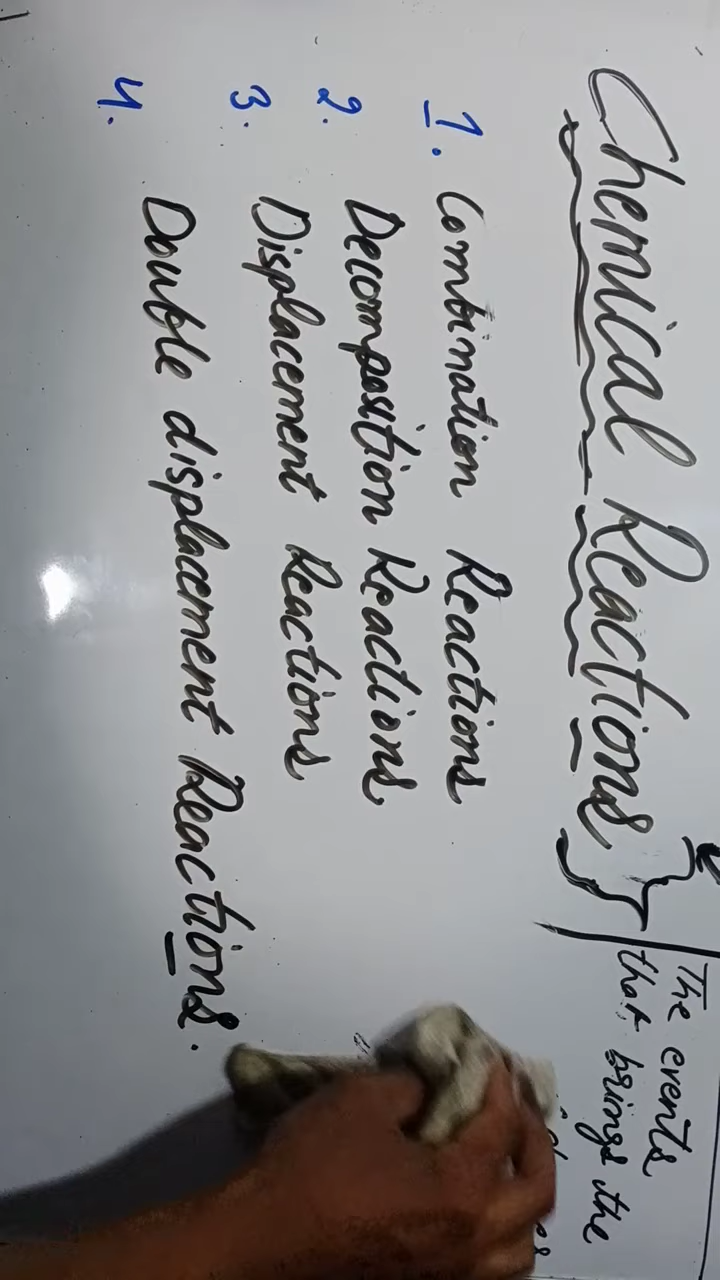 Chemical Reactions
The events
that brings the
1. Combination Reactions
2. Decomposition Reactions
3. Displacement Reactions
4. Double displacement Reactions.